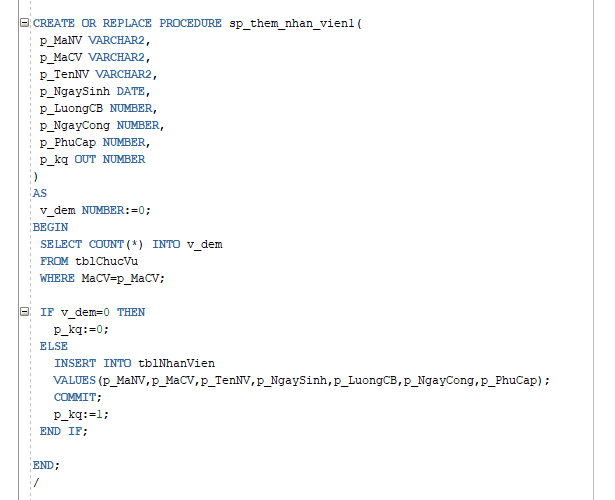 CREATE OR REPLACE PROCEDURE sp_them_nhan_vien1(
p_MaNV VARCHAR2,
p_MaCV VARCHAR2,
p_TenNV VARCHAR2,
p_NgaySinh DATE,
p_LuongCB NUMBER,
p_NgayCong NUMBER,
p_PhuCap NUMBER,
p_kq OUT NUMBER
)
AS
v_dem NUMBER:=0;
BEGIN
SELECT COUNT(*) INTO v_dem
FROM tblChucVu
WHERE MaCV=p_MaCV;
IF v_dem=0 THEN
p_kq:=0;
ELSE
INSERT INTO tblNhanVien
VALUES(p_MaNV,p_MaCV,p_TenNV,p_NgaySinh,p_LuongCB,p_NgayCong,p_PhuCap);
COMMIT;
p_kq:=1;
END IF;
END;
/